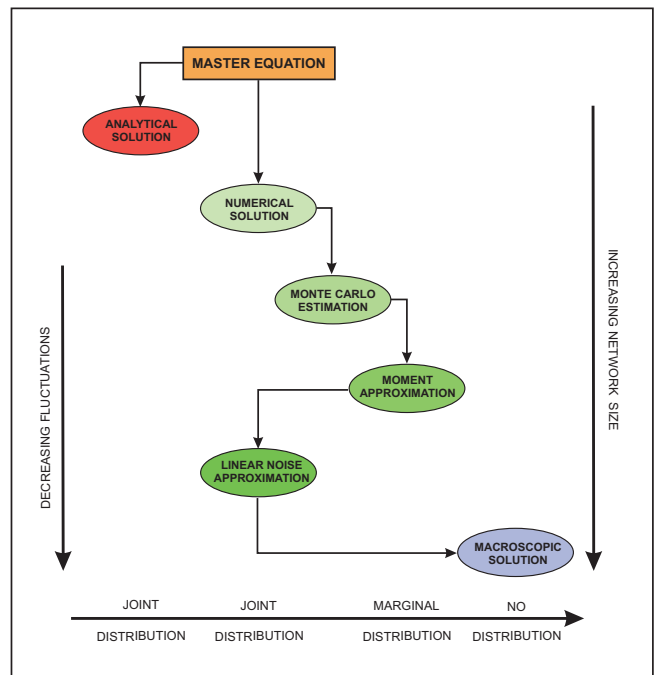 MASTER EQUATION
ANALYTICAL
SOLUTION
NUMERICAL
SOLUTION
MONTE CARLO
ESTIMATION
MOMENT
APPROXIMATION
LINEAR NOISE
APPROXIMATION
MACROSCOPIC
SOLUTION
DECREASING FLUCTUATIONS
INCREASING NETWORK SIZE
JOINT
DISTRIBUTION
JOINT
DISTRIBUTION
MARGINAL
DISTRIBUTION
NO
DISTRIBUTION